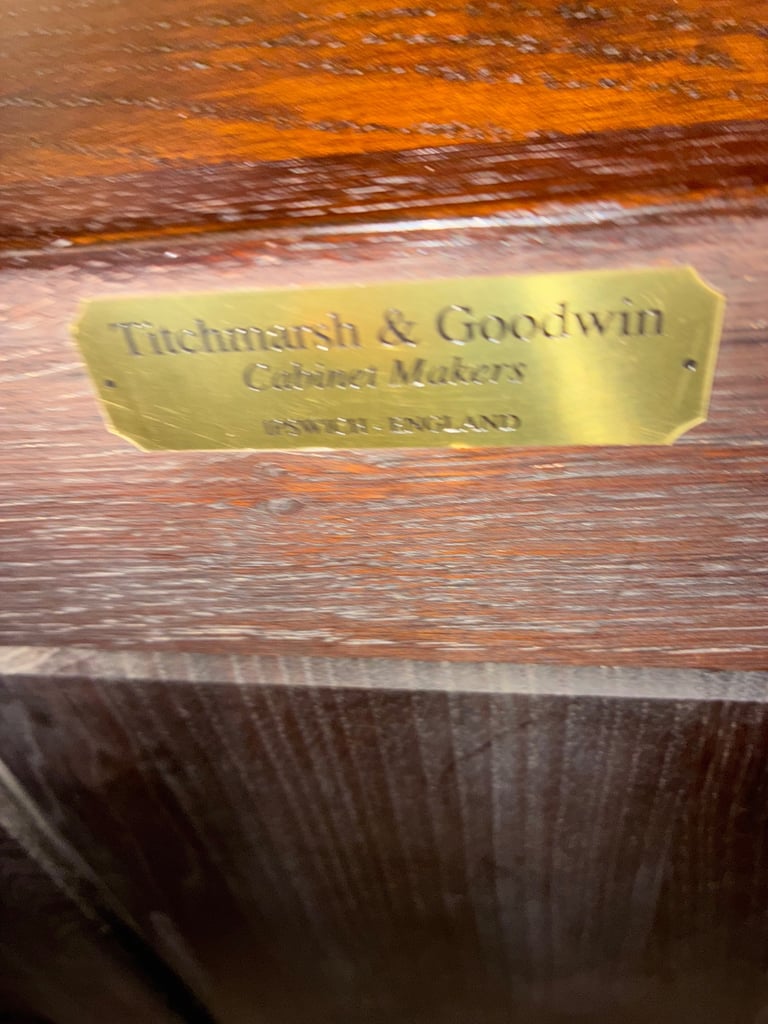 Titchmarsh & Goodwin
Cabinet Makers
IPSWICH - ENGLAND